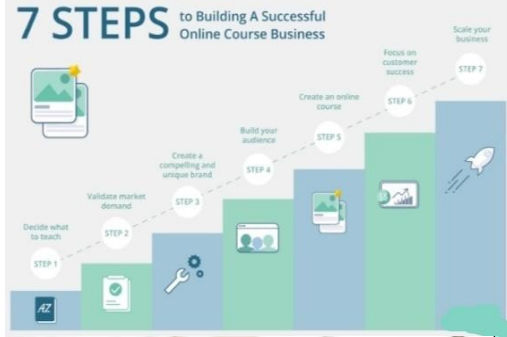 7 STEPS
to Building A Successful
Online Course Business
Decide what
to teach
STEP 1
Validate market
demand
STEP 2
Create a
compelling and
unique brand
STEP 3
Build your
audience
STEP 4
Create an online
course
STEP 5
Focus on
customer
success
STEP 6
Scale your
business
STEP 7
AZ